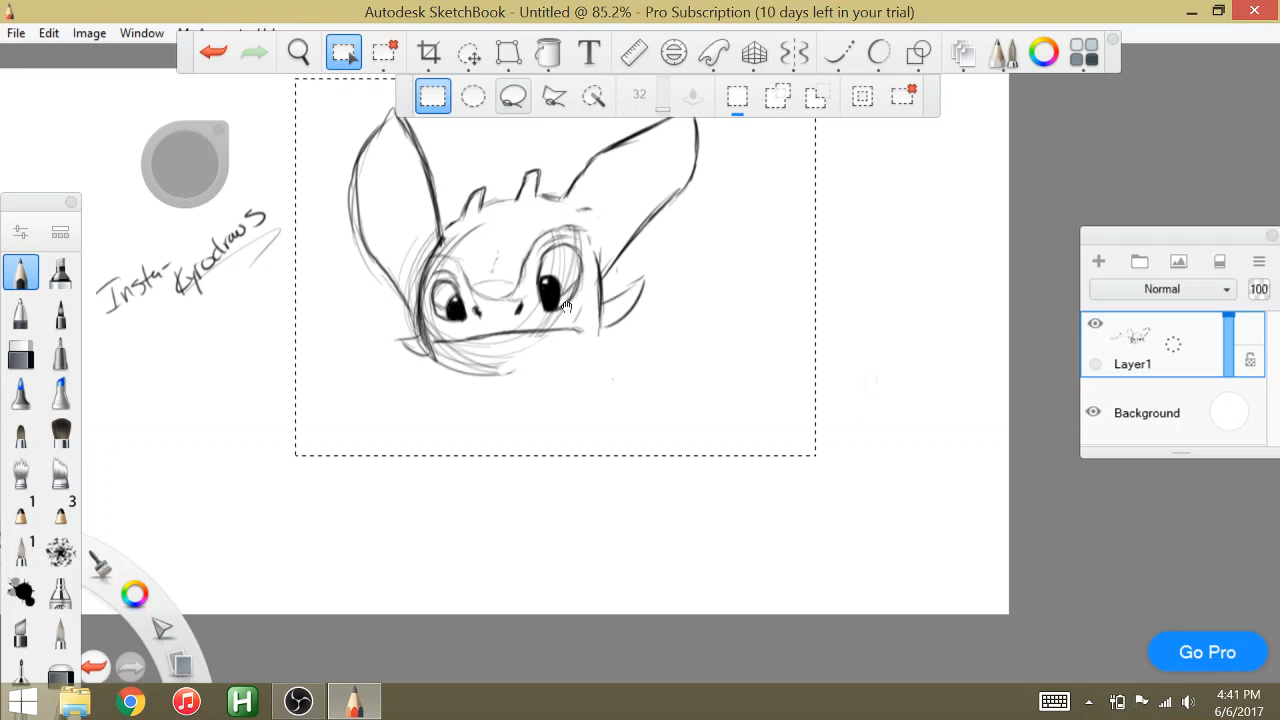 Autodesk SketchBook - Untitled @ 85.2% - Pro Subscription (10 days left in your trial)
File Edit Image Window
32
Insta-
Kyrodraws
Normal 100
Layer1
Background
1 3
1
Go Pro
4:41 PM
6/6/2017